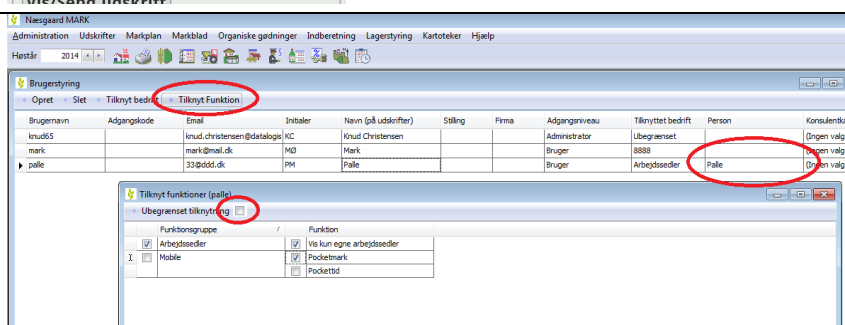 Vis/Send udskrift
Næsgaard MARK
Administration Udskrifter Markplan Markblad Organiske gødninger Indberetning Lagerstyring Kartoteker Hjælp
Høstår 2014
Brugerstyring
Opret Slet Tilknyt bedrift Tilknyt Funktion
Brugernavn Adgangskode Email Initialer Navn (på udskrifter) Stilling Firma Adgangsniveau Tilknyttet bedrift Person Konsulentka
knud65 knud.christensen@datalogis KC Knud Christensen Administrator Ubegrænset (Ingen valg
mark mark@mail.dk MØ Mark Bruger 8888 (Ingen valg
palle 33@ddd.dk PM Palle Bruger Arbejdssedler Palle (Ingen valg
Tilknyt funktioner (palle)
Ubegrænset tilknytning
Funktionsgruppe Funktion
Arbejdssedler Vis kun egne arbejdssedler
Mobile Pocketmark
Pockettid